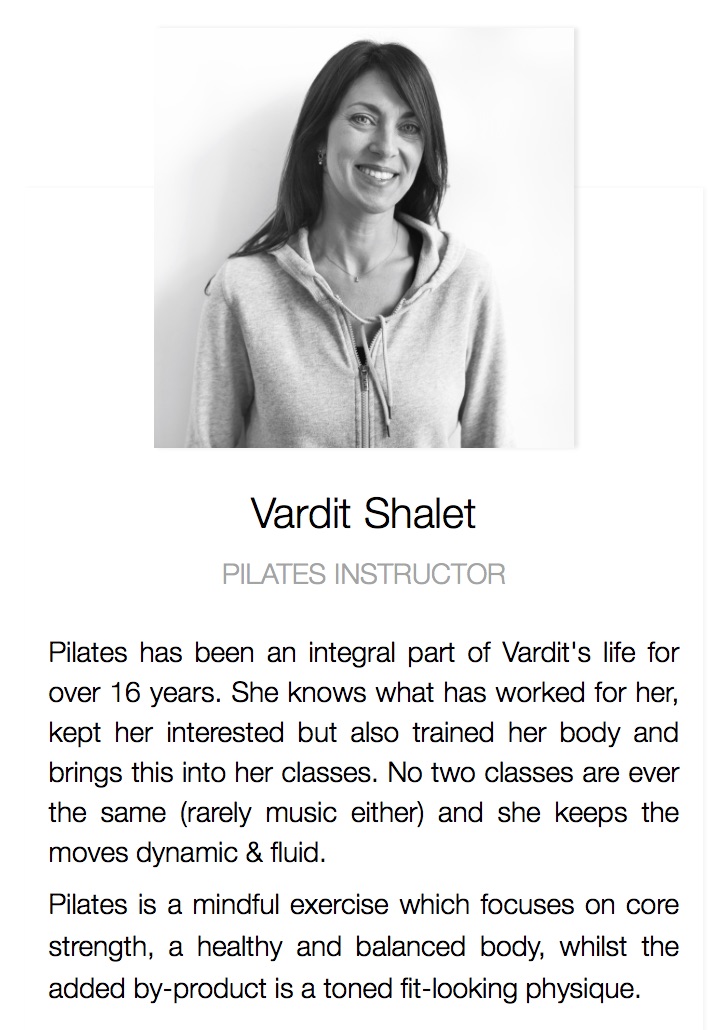 Vardit Shalet
PILATES INSTRUCTOR
Pilates has been an integral part of Vardit's life for
over 16 years. She knows what has worked for her,
kept her interested but also trained her body and
brings this into her classes. No two classes are ever
the same (rarely music either) and she keeps the
moves dynamic & fluid.
Pilates is a mindful exercise which focuses on core
strength, a healthy and balanced body, whilst the
added by-product is a toned fit-looking physique.